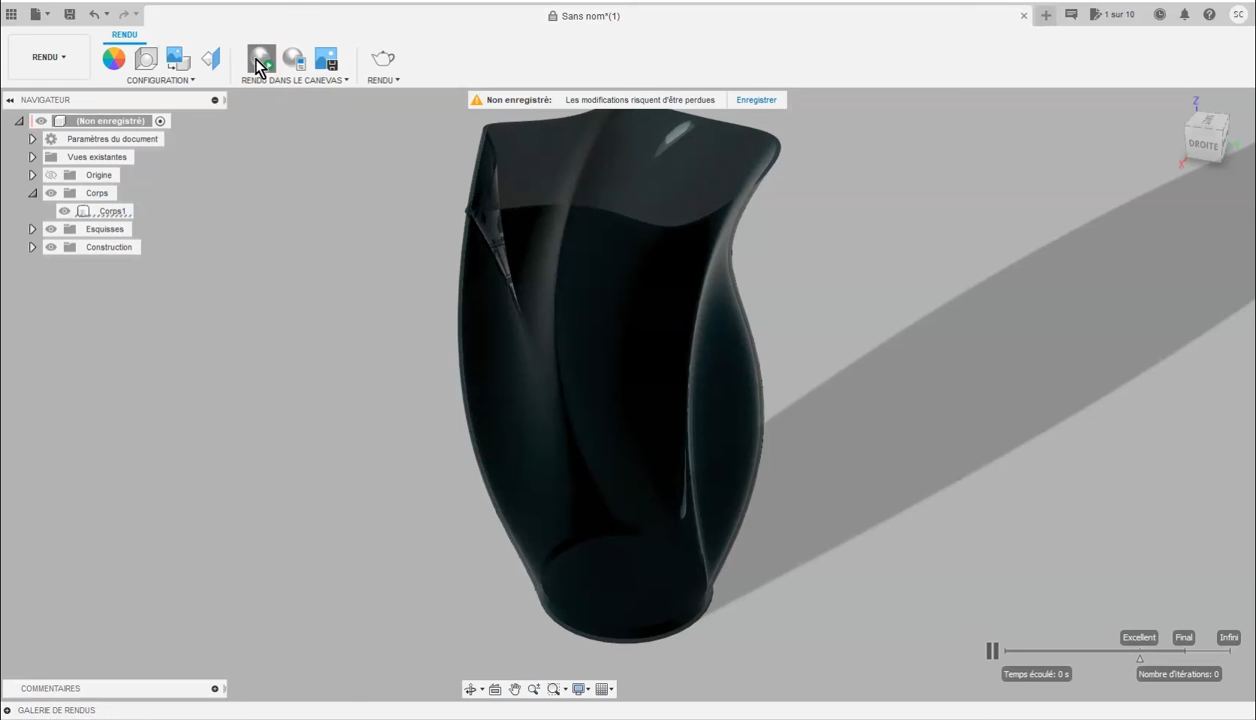 Sans nom*(1)
1 sur 10
SC
RENDU
RENDU
CONFIGURATION
RENDU DANS LE CANEVAS
RENDU
NAVIGATEUR
Non enregistré: Les modifications risquent d'être perdues Enregistrer
(Non enregistré)
Paramètres du document
Vues existantes
Origine
Corps
Corps1
Esquisses
Construction
Z
DROITE
X
Excellent Final Infini
Temps écoulé: 0 s Nombre d'itérations: 0
COMMENTAIRES
GALERIE DE RENDUS